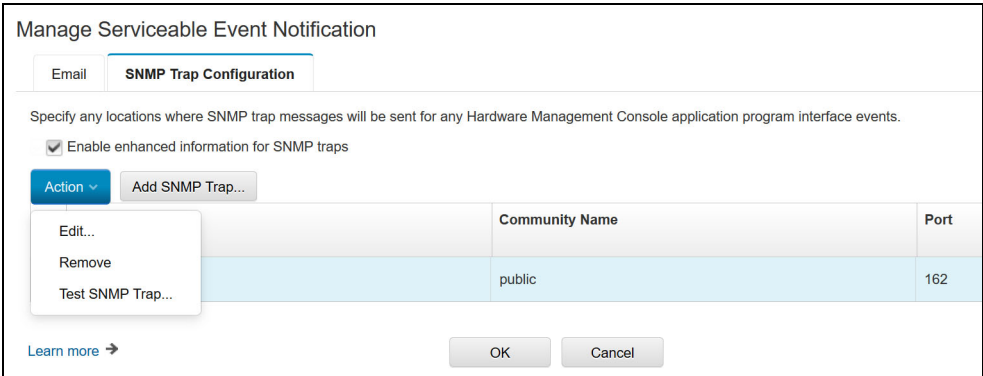 Manage Serviceable Event Notification
Email SNMP Trap Configuration
Specify any locations where SNMP trap messages will be sent for any Hardware Management Console application program interface events.
Enable enhanced information for SNMP traps
Action Add SNMP Trap...
Community Name Port
Edit...
Remove
public 162
Test SNMP Trap...
Learn more
OK Cancel